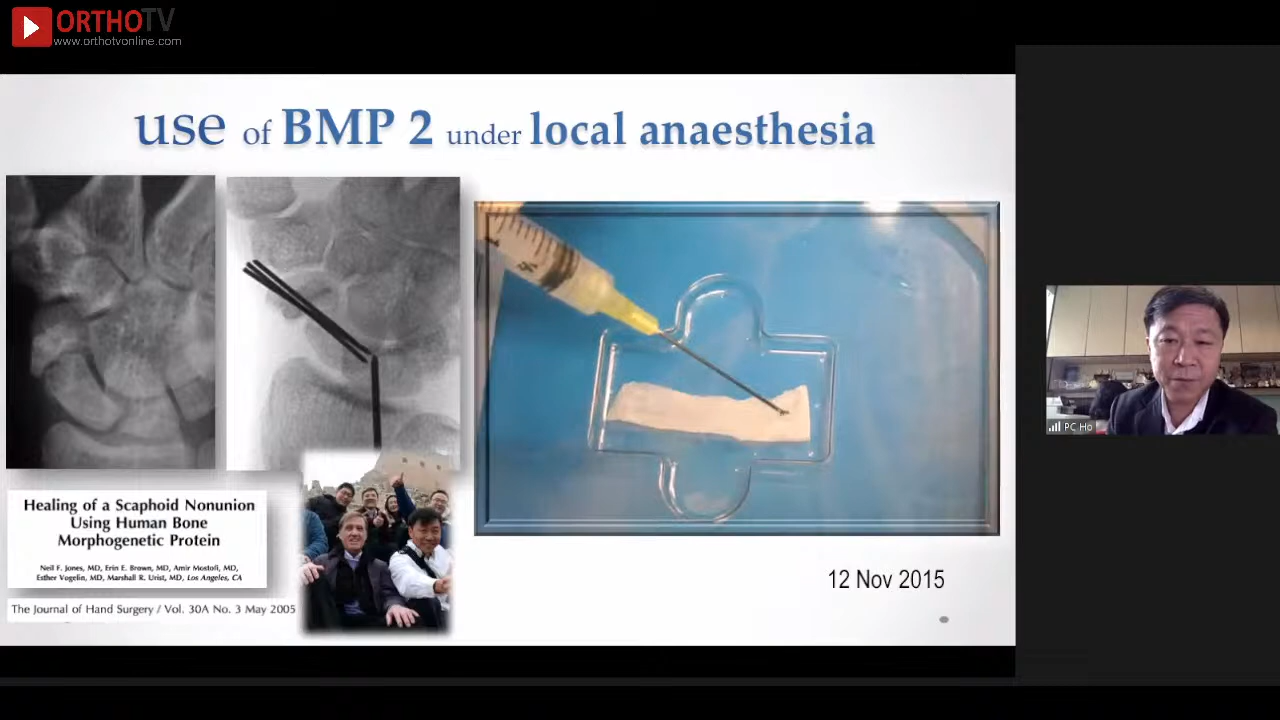 ORTHOTV
www.orthotvonline.com
use of BMP 2 under local anaesthesia
Healing of a Scaphoid Nonunion
Using Human Bone
Morphogenetic Protein
Neil F. Jones, MD, Erin E. Brown, MD, Amir Mostofi, MD,
Esther Vogelin, MD, Marshall R. Urist, MD, Los Angeles, CA
The Journal of Hand Surgery / Vol. 30A No. 3 May 2005
12 Nov 2015
PC Ho